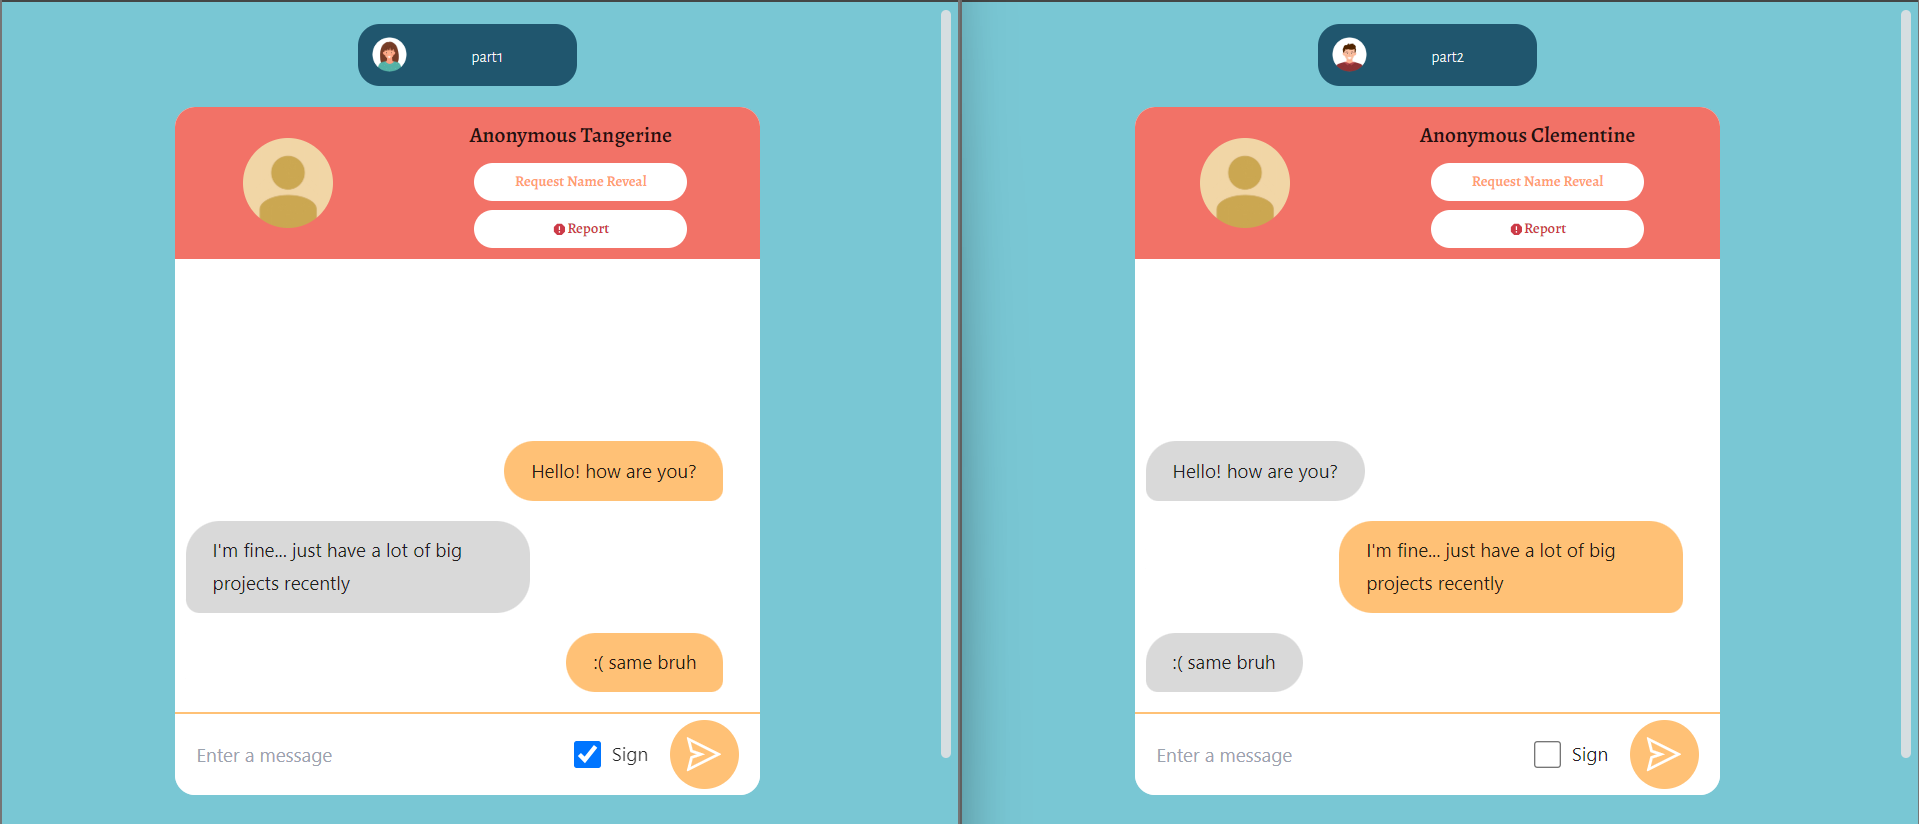 part1
Anonymous Tangerine
Request Name Reveal
Report
Hello! how are you?
I'm fine... just have a lot of big
projects recently
:( same bruh
Enter a message
Sign
part2
Anonymous Clementine
Request Name Reveal
Report
Hello! how are you?
I'm fine... just have a lot of big
projects recently
:( same bruh
Enter a message
Sign